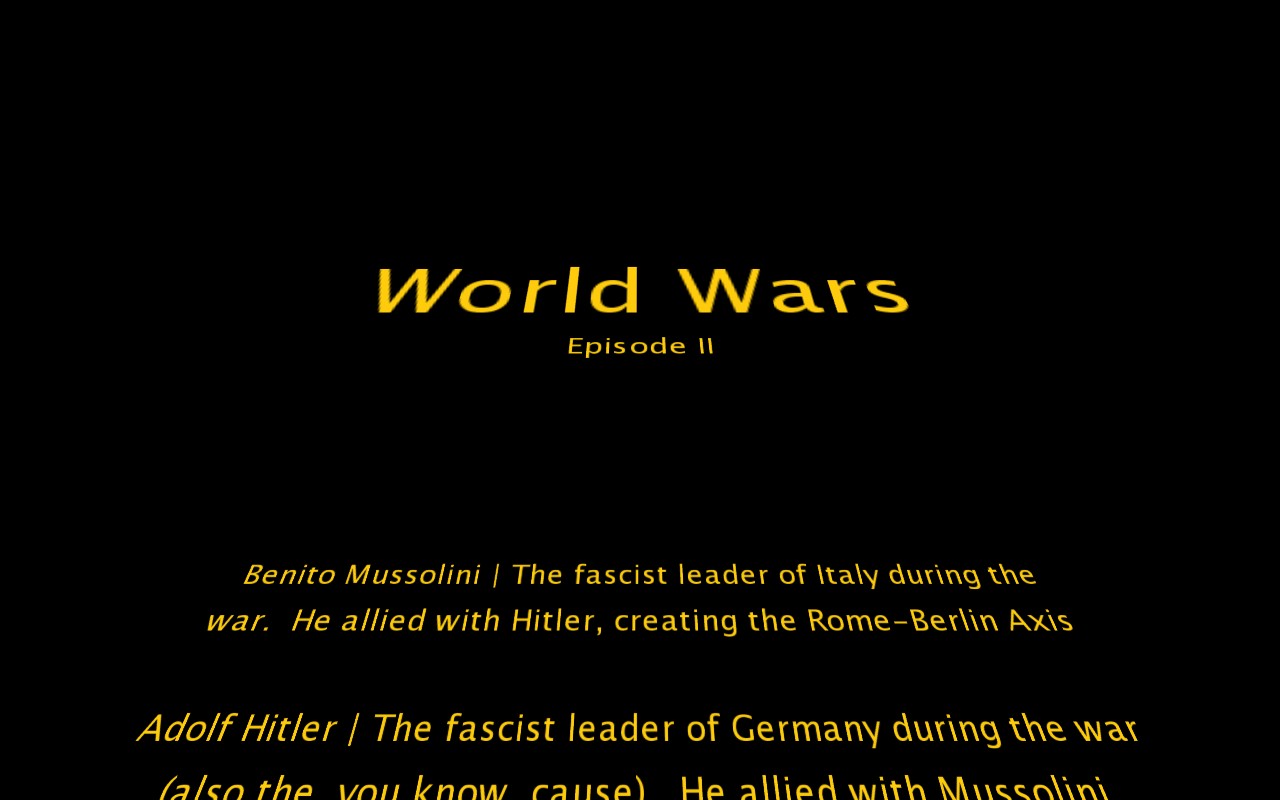 World Wars
Episode II
Benito Mussolini | The fascist leader of Italy during the
war.  He allied with Hitler, creating the Rome-Berlin Axis
Adolf Hitler | The fascist leader of Germany during the war
(also the, you know, cause).  He allied with Mussolini,